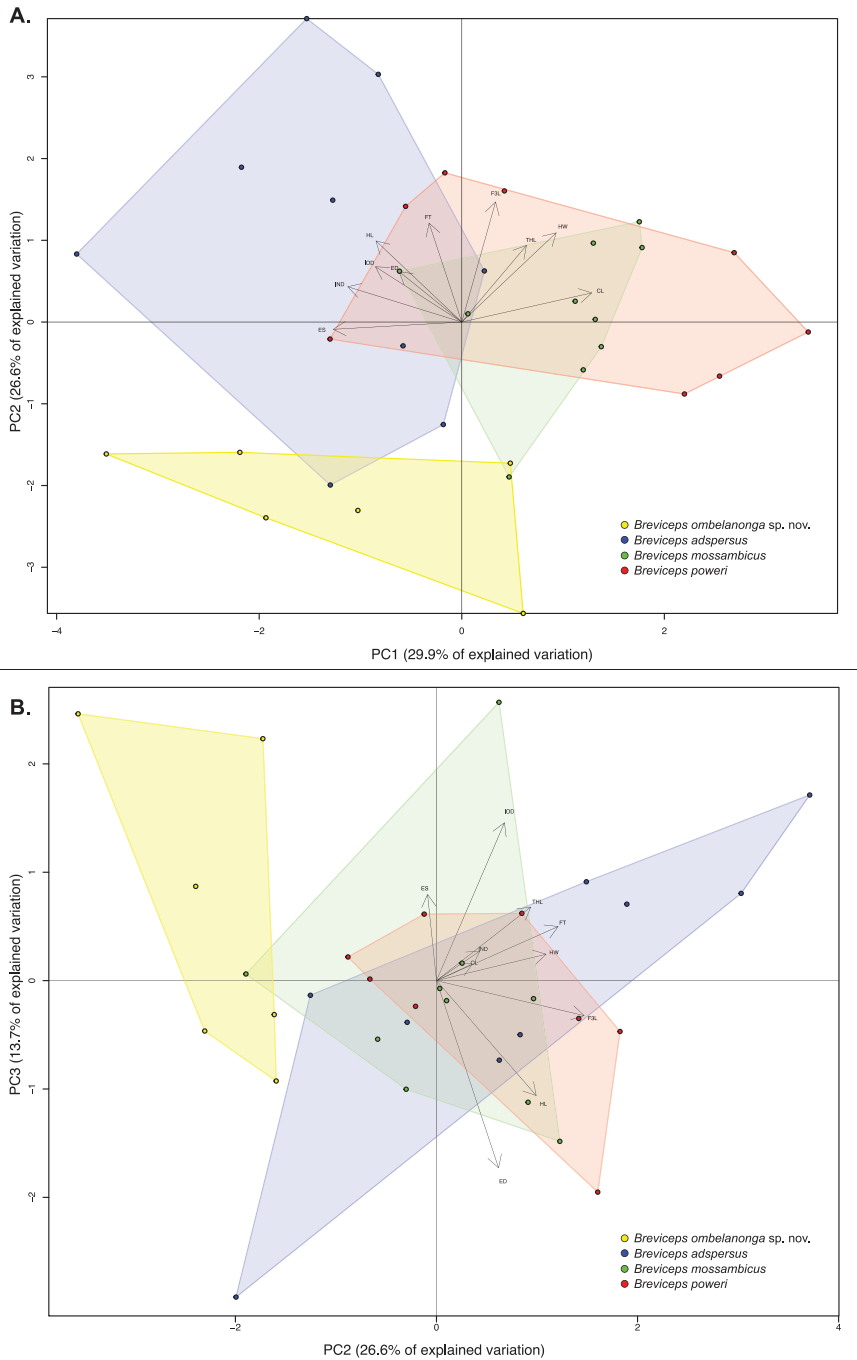 A.
3
2
1
0
−1
−2
−3
PC2 (26.6% of explained variation)
F3L
FT
HW
HL
THL
IOD
ED
IND
CL
ES
Breviceps ombelanonga sp. nov.
Breviceps adspersus
Breviceps mossambicus
Breviceps poweri
−4
−2
0
2
PC1 (29.9% of explained variation)
B.
2
1
0
−1
−2
PC3 (13.7% of explained variation)
IOD
ES
THL
FT
IND
HW
CL
F3L
HL
ED
Breviceps ombelanonga sp. nov.
Breviceps adspersus
Breviceps mossambicus
Breviceps poweri
−2
0
2
4
PC2 (26.6% of explained variation)